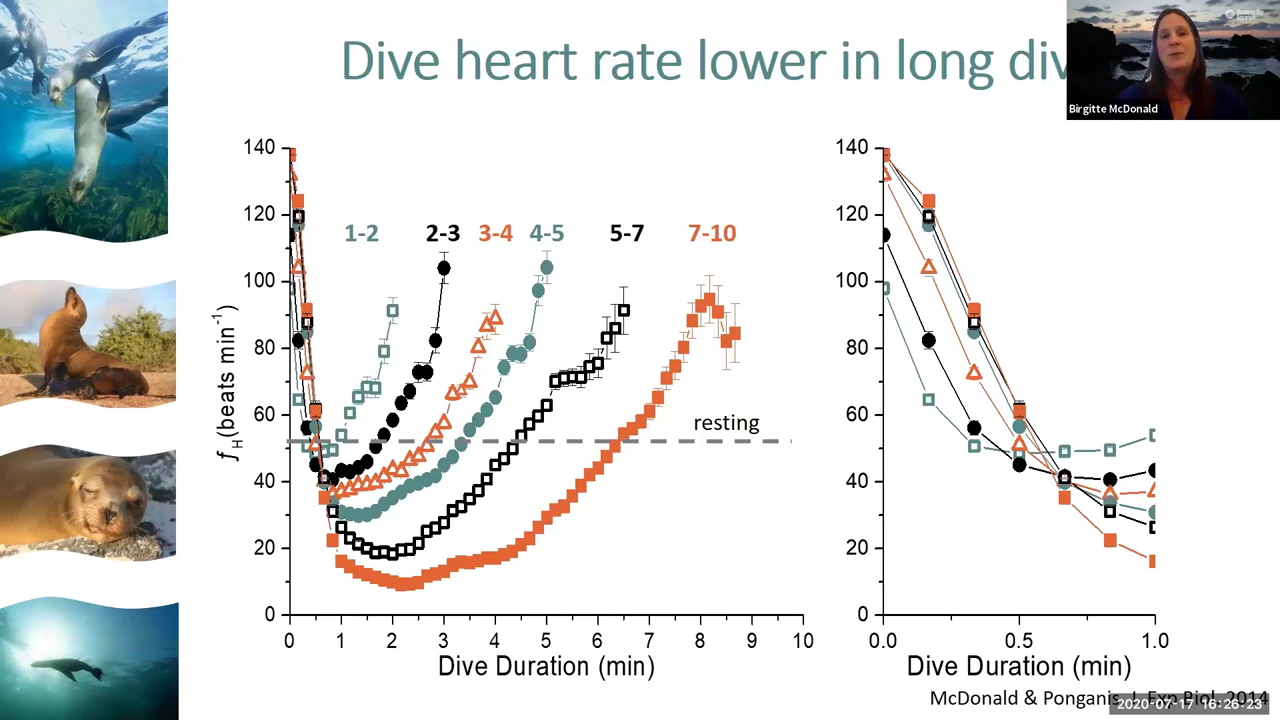 Dive heart rate lower in long div
Birgitte McDonald
140
120
100
80
60
40
20
0
fH (beats min-1)
1-2
2-3
3-4
4-5
5-7
7-10
resting
0 1 2 3 4 5 6 7 8 9 10
Dive Duration (min)
140
120
100
80
60
40
20
0
0.0 0.5 1.0
Dive Duration (min)
McDonald & Ponganis, J. Exp Biol. 2014
2020-07-17 16:26:23